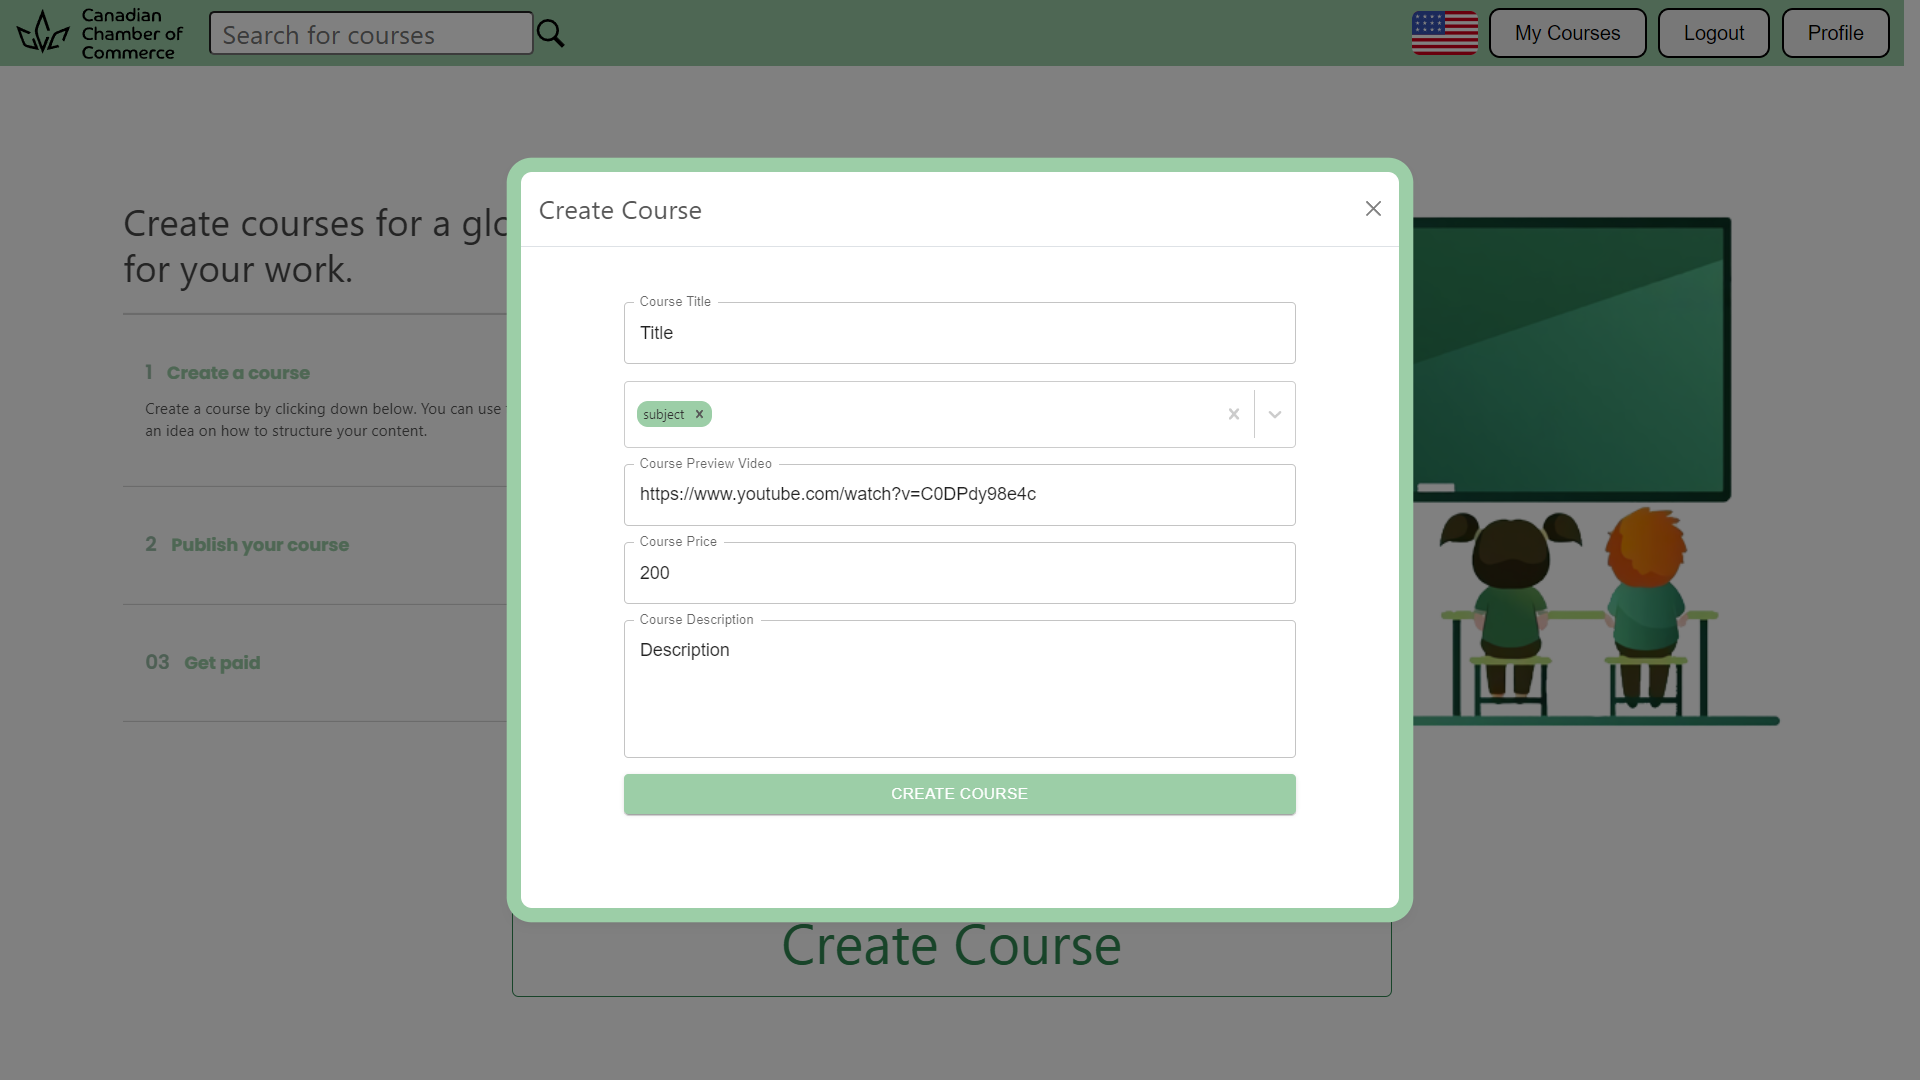 Canadian
Chamber of
Commerce
Search for courses
My Courses
Logout
Profile
Create courses for a glo
for your work.
1 Create a course
Create a course by clicking down below. You can use
an idea on how to structure your content.
2 Publish your course
03 Get paid
Create Course
Course Title
Title
subject
Course Preview Video
https://www.youtube.com/watch?v=C0DPdy98e4c
Course Price
200
Course Description
Description
CREATE COURSE
Create Course